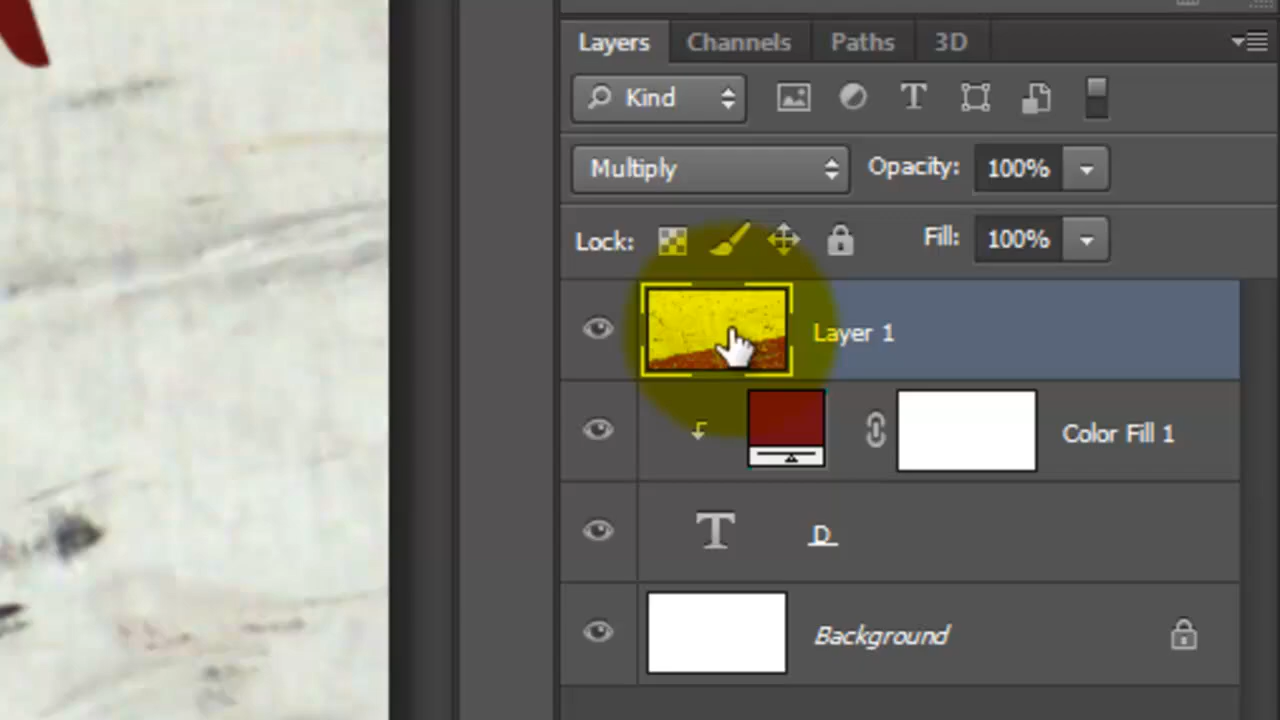 Layers Channels Paths 3D
Kind T
Multiply Opacity: 100%
Lock: Fill: 100%
Layer 1
Color Fill 1
T D
Background